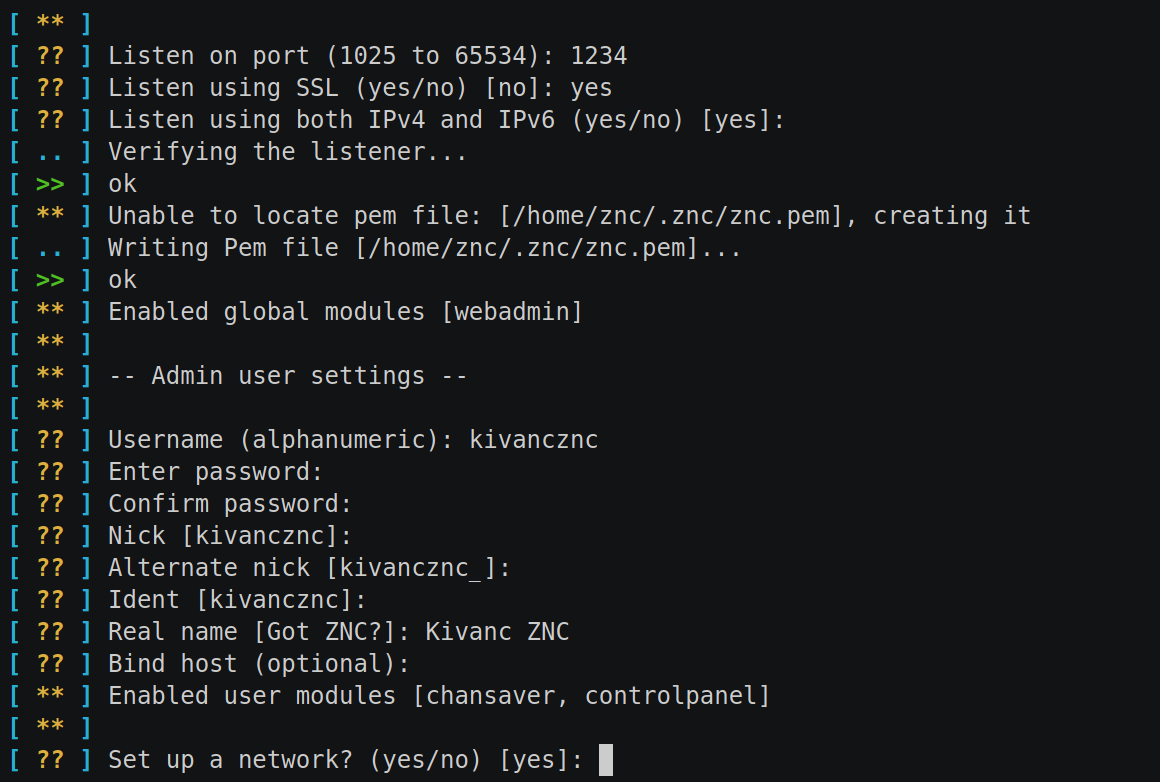 [ ** ]
[ ?? ] Listen on port (1025 to 65534): 1234
[ ?? ] Listen using SSL (yes/no) [no]: yes
[ ?? ] Listen using both IPv4 and IPv6 (yes/no) [yes]:
[ .. ] Verifying the listener...
[ >> ] ok
[ ** ] Unable to locate pem file: [/home/znc/.znc/znc.pem], creating it
[ .. ] Writing Pem file [/home/znc/.znc/znc.pem]...
[ >> ] ok
[ ** ] Enabled global modules [webadmin]
[ ** ]
[ ** ] -- Admin user settings --
[ ** ]
[ ?? ] Username (alphanumeric): kivancznc
[ ?? ] Enter password:
[ ?? ] Confirm password:
[ ?? ] Nick [kivancznc]:
[ ?? ] Alternate nick [kivancznc_]:
[ ?? ] Ident [kivancznc]:
[ ?? ] Real name [Got ZNC?]: Kivanc ZNC
[ ?? ] Bind host (optional):
[ ** ] Enabled user modules [chansaver, controlpanel]
[ ** ]
[ ?? ] Set up a network? (yes/no) [yes]: